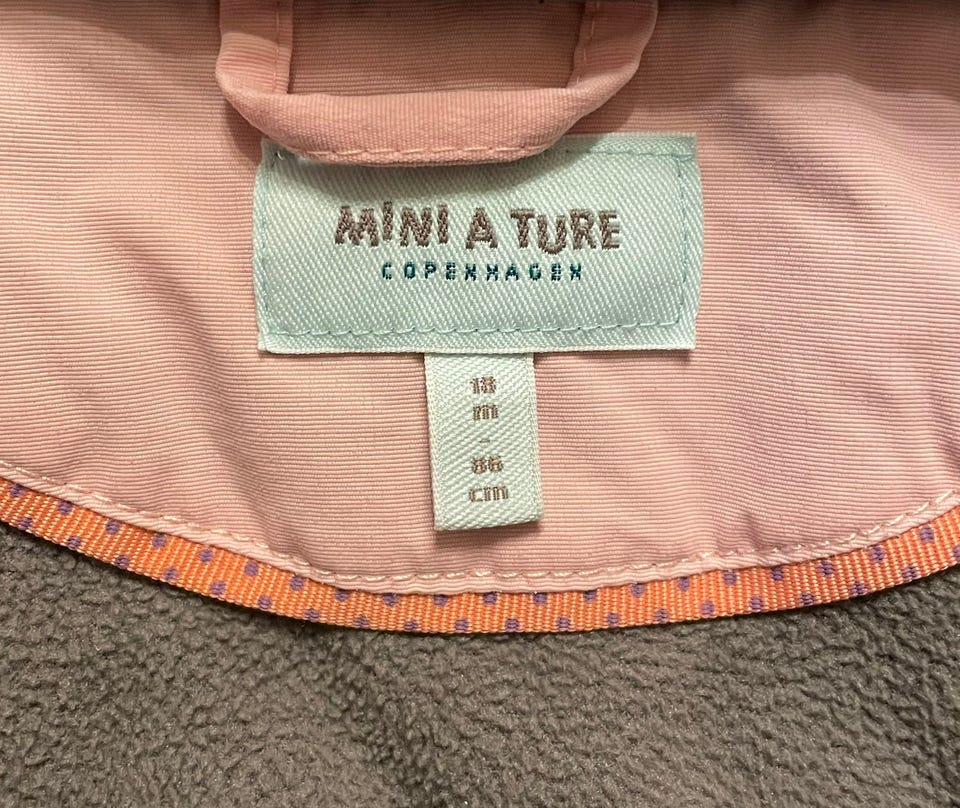 MINI A TURE
COPENHAGEN
18
m
-
86
cm